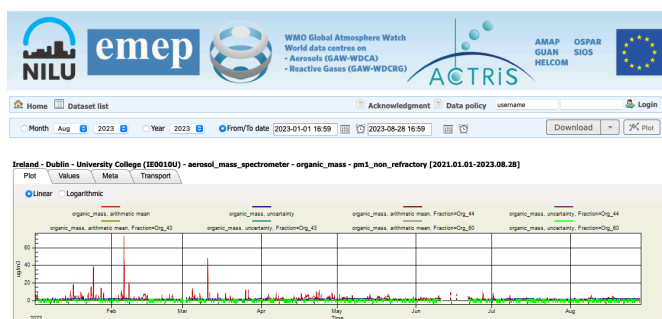 NILU
emep
WMO Global Atmosphere Watch
World data centres on
- Aerosols (GAW-WDCA)
- Reactive Gases (GAW-WDCRG)
ACTRiS
AMAP OSPAR
GUAN SIOS
HELCOM
Home Dataset list Acknowledgment Data policy username Login
Month Aug 2023 Year 2023 From/To date 2023-01-01 16:59 2023-08-28 16:59 Download Plot
Ireland - Dublin - University College (IE0010U) - aerosol_mass_spectrometer - organic_mass - pm1_non_refractory [2021.01.01-2023.08.28]
Plot Values Meta Transport
Linear Logarithmic
organic_mass, arithmetic mean organic_mass, uncertainty organic_mass, arithmetic mean, Fraction=Org_44 organic_mass, uncertainty, Fraction=Org_44
organic_mass, arithmetic mean, Fraction=Org_43 organic_mass, uncertainty, Fraction=Org_43 organic_mass, arithmetic mean, Fraction=Org_60 organic_mass, uncertainty, Fraction=Org_60
ug/m3
60
40
20
0
Feb Mar Apr May Jun Jul Aug
2023 Time